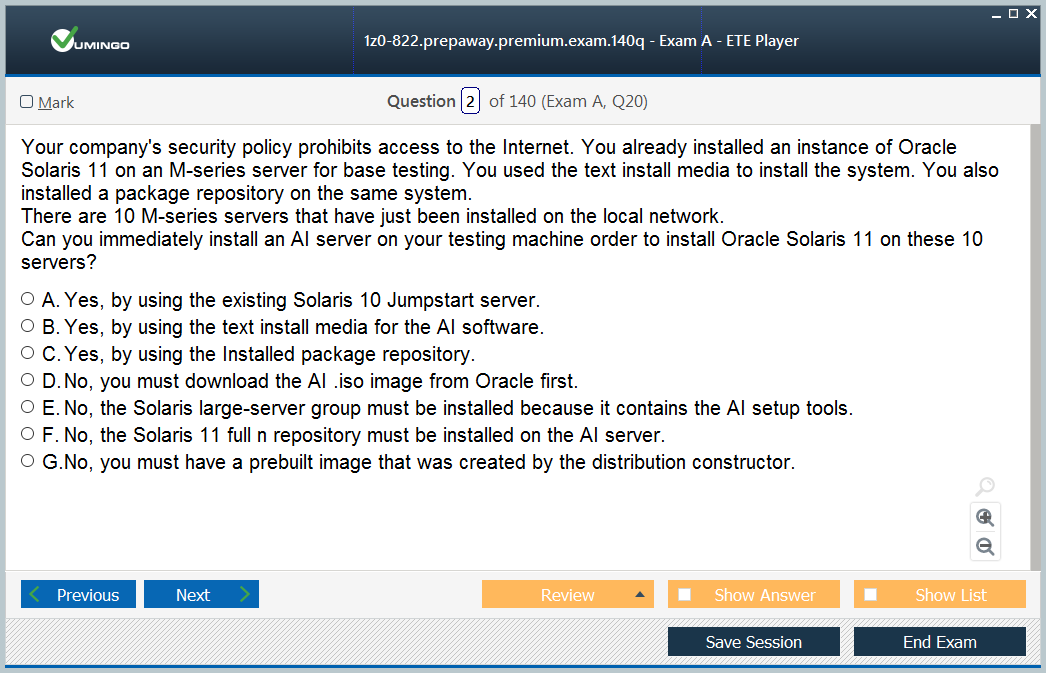 VUMINGO
1z0-822.prepaway.premium.exam.140q - Exam A - ETE Player
Mark
Question 2 of 140 (Exam A, Q20)
Your company's security policy prohibits access to the Internet. You already installed an instance of Oracle
Solaris 11 on an M-series server for base testing. You used the text install media to install the system. You also
installed a package repository on the same system.
There are 10 M-series servers that have just been installed on the local network.
Can you immediately install an AI server on your testing machine order to install Oracle Solaris 11 on these 10
servers?
A. Yes, by using the existing Solaris 10 Jumpstart server.
B. Yes, by using the text install media for the AI software.
C. Yes, by using the Installed package repository.
D. No, you must download the AI .iso image from Oracle first.
E. No, the Solaris large-server group must be installed because it contains the AI setup tools.
F. No, the Solaris 11 full n repository must be installed on the AI server.
G.No, you must have a prebuilt image that was created by the distribution constructor.
Previous
Next
Review
Show Answer
Show List
Save Session
End Exam